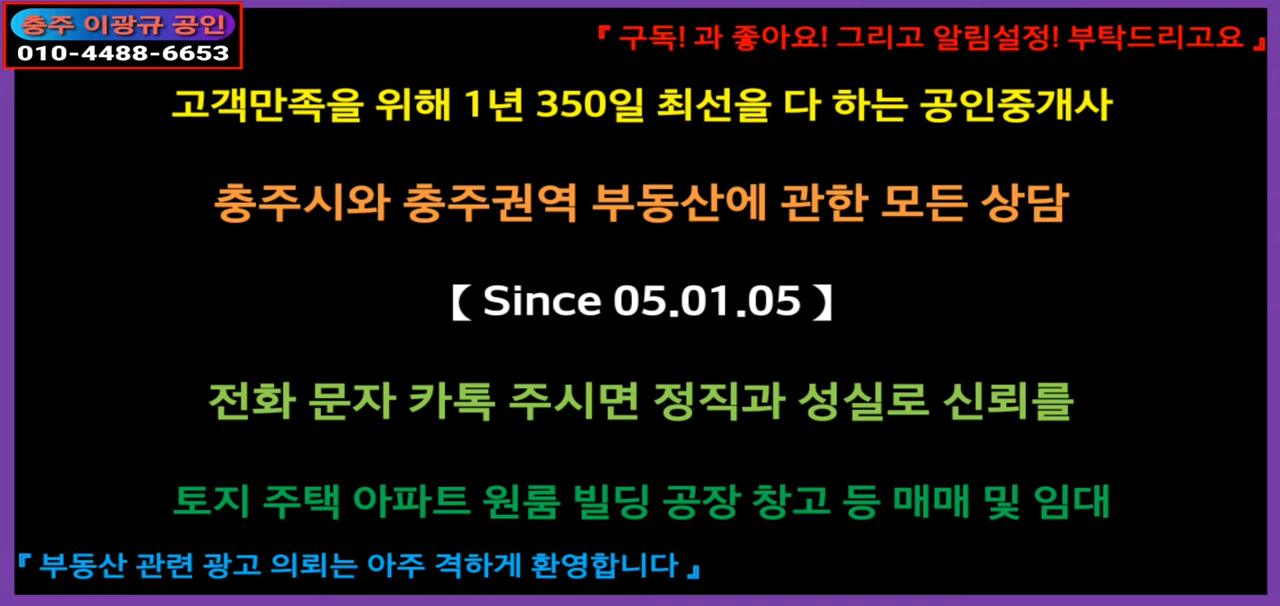 충주 이광규 공인
010-4488-6653
『 구독! 과 좋아요! 그리고 알림설정! 부탁드리고요 』
고객만족을 위해 1년 350일 최선을 다 하는 공인중개사
충주시와 충주권역 부동산에 관한 모든 상담
【 Since 05.01.05 】
전화 문자 카톡 주시면 정직과 성실로 신뢰를
토지 주택 아파트 원룸 빌딩 공장 창고 등 매매 및 임대
『 부동산 관련 광고 의뢰는 아주 격하게 환영합니다 』